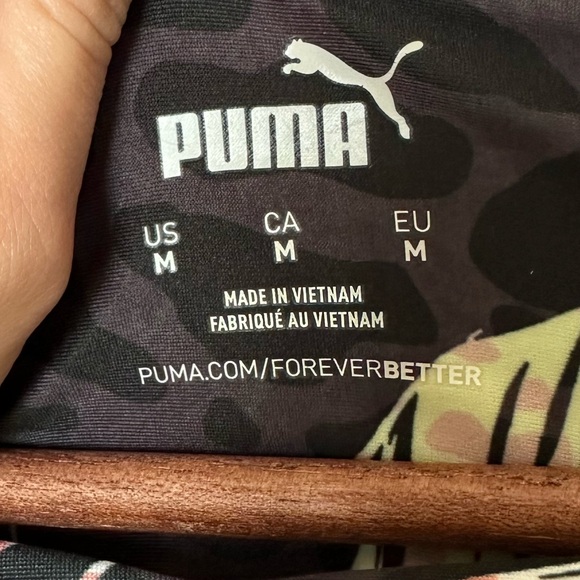 PUMA
US CA EU
M M M
MADE IN VIETNAM
FABRIQUÉ AU VIETNAM
PUMA.COM/FOREVERBETTER